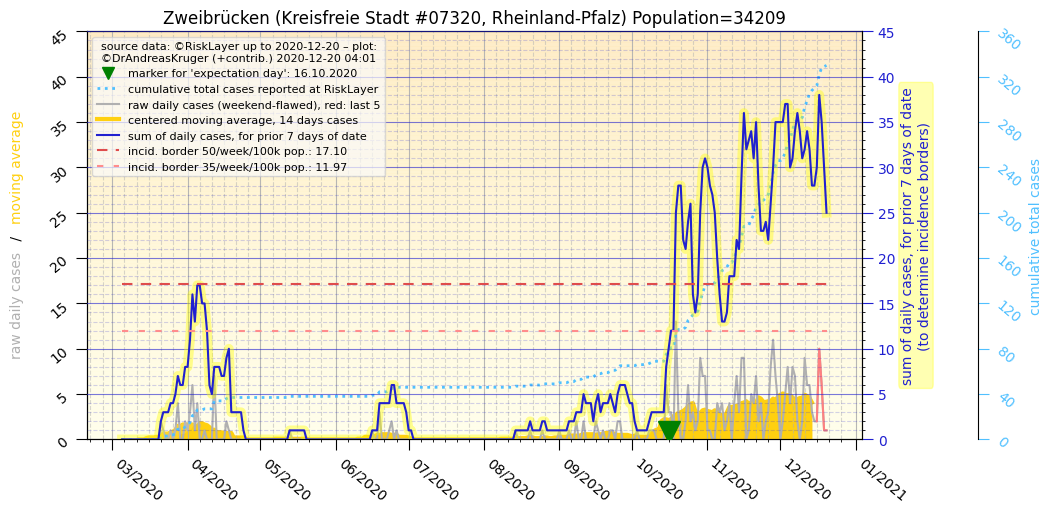 Zweibrücken (Kreisfreie Stadt #07320, Rheinland-Pfalz) Population=34209
source data: ©RiskLayer up to 2020-12-20 – plot:
©DrAndreasKruger (+contrib.) 2020-12-20 04:01
marker for 'expectation day': 16.10.2020
cumulative total cases reported at RiskLayer
raw daily cases (weekend-flawed), red: last 5
centered moving average, 14 days cases
sum of daily cases, for prior 7 days of date
incid. border 50/week/100k pop.: 17.10
incid. border 35/week/100k pop.: 11.97
raw daily cases / moving average
45
40
35
30
25
20
15
10
5
0
03/2020
04/2020
05/2020
06/2020
07/2020
08/2020
09/2020
10/2020
11/2020
12/2020
01/2021
45
40
35
30
25
20
15
10
5
0
sum of daily cases, for prior 7 days of date
(to determine incidence borders)
360
320
280
240
200
160
120
80
40
0
cumulative total cases